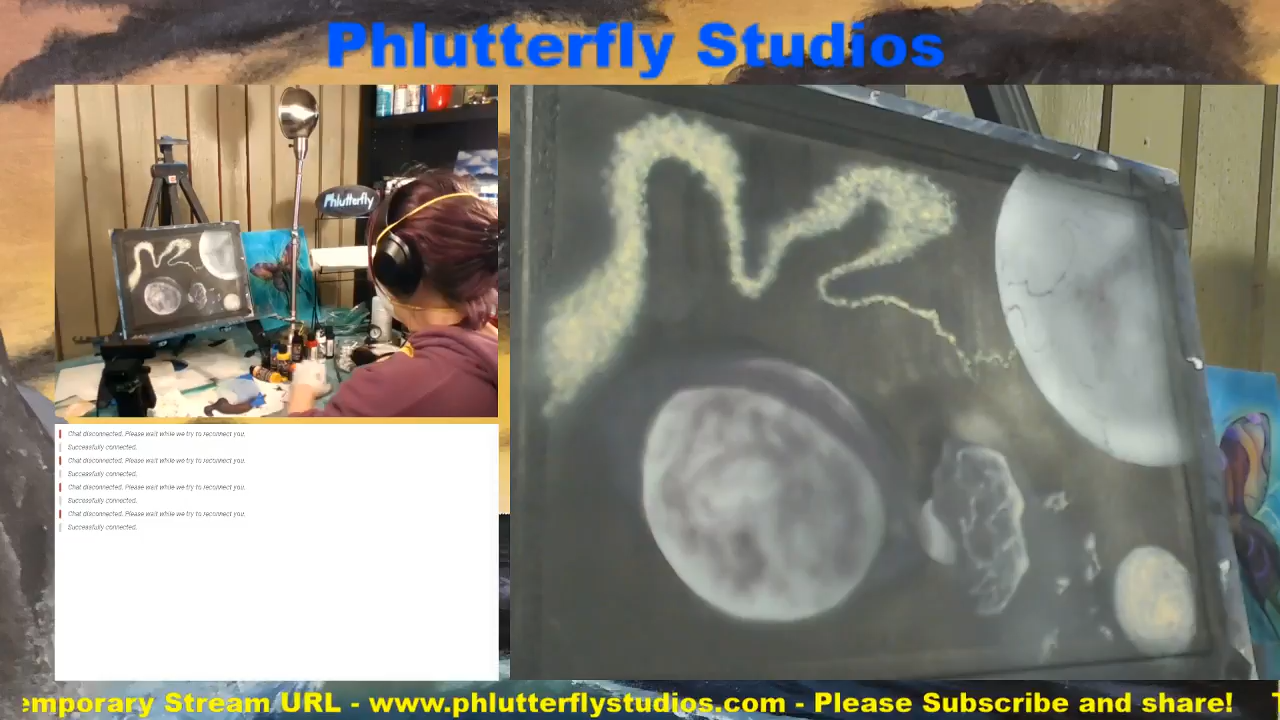 Phlutterfly Studios
Phlutterfly
Chat disconnected. Please wait while we try to reconnect you.
Successfully connected.
Chat disconnected. Please wait while we try to reconnect you.
Successfully connected.
Chat disconnected. Please wait while we try to reconnect you.
Successfully connected.
Chat disconnected. Please wait while we try to reconnect you.
Successfully connected.
emporary Stream URL - www.phlutterflystudios.com - Please Subscribe and share! T